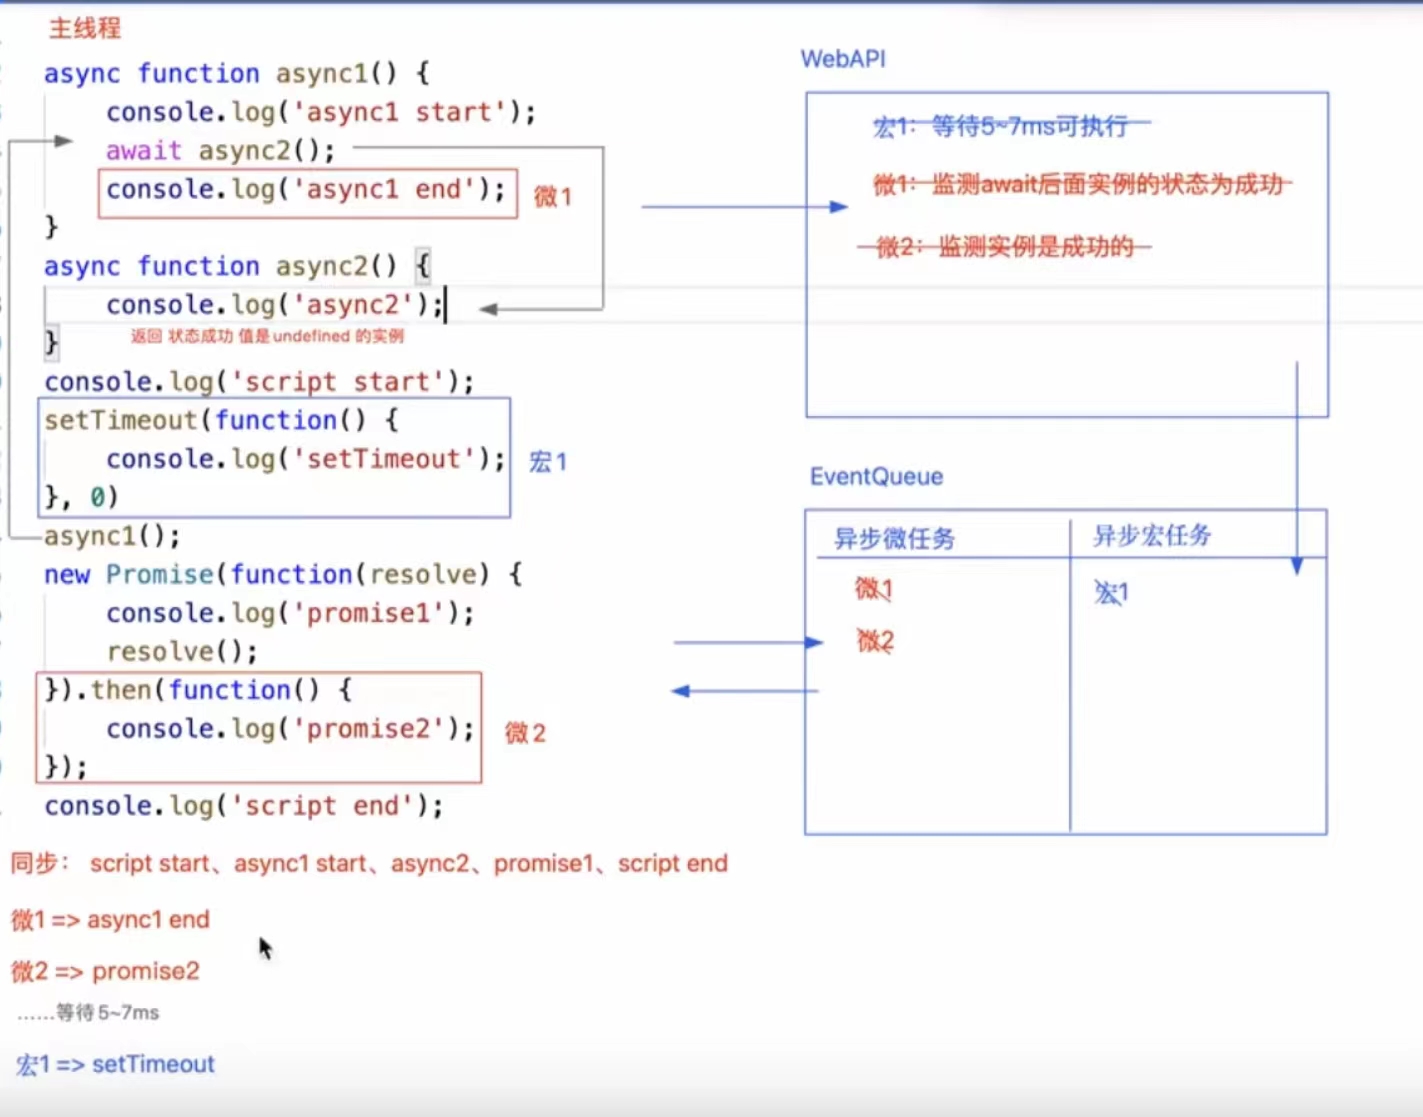 主线程
async function async1() {
console.log('async1 start');
await async2();
console.log('async1 end');
微1
}
async function async2() {
console.log('async2');
}
返回 状态成功 值是undefined 的实例
console.log('script start');
setTimeout(function() {
console.log('setTimeout');
宏1
}, 0)
async1();
new Promise(function(resolve) {
console.log('promise1');
resolve();
}).then(function() {
console.log('promise2');
微2
});
console.log('script end');
同步： script start、async1 start、async2、promise1、script end
微1 => async1 end
微2 => promise2
......等待5~7ms
宏1 => setTimeout
WebAPI
宏1：等待5~7ms可执行
微1：监测await后面实例的状态为成功
微2：监测实例是成功的
EventQueue
异步微任务
异步宏任务
微1
宏1
微2